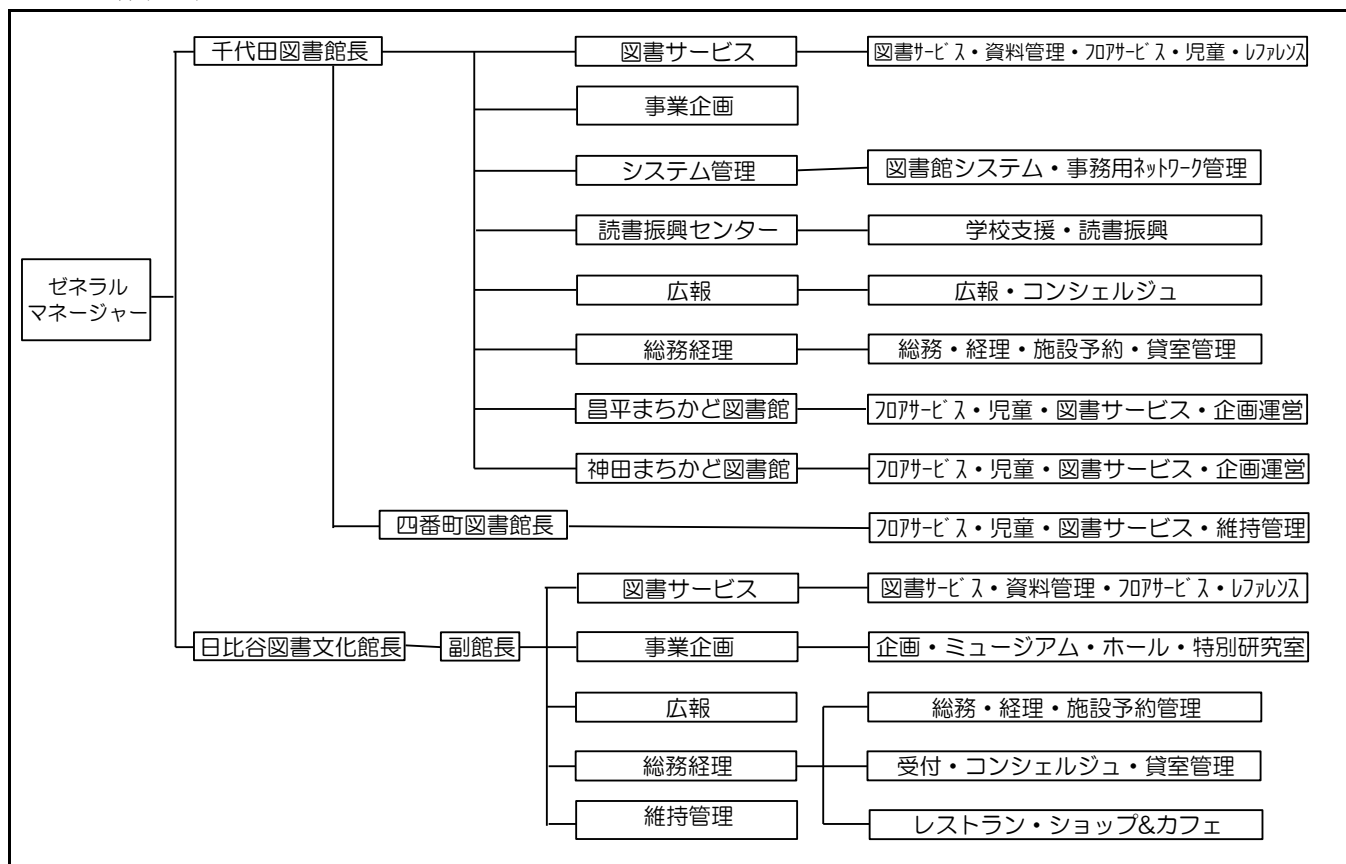 千代田図書館長
図書サービス
図書サービス・資料管理・ﾌﾛｱｻｰﾋﾞｽ・児童・ﾚﾌｧﾚﾝｽ
事業企画
システム管理
図書館システム・事務用ﾈｯﾄﾜｰｸ管理
読書振興センター
学校支援・読書振興
ゼネラル
マネージャー
広報
広報・コンシェルジュ
総務経理
総務・経理・施設予約・貸室管理
昌平まちかど図書館
ﾌﾛｱｻｰﾋﾞｽ・児童・図書サービス・企画運営
神田まちかど図書館
ﾌﾛｱｻｰﾋﾞｽ・児童・図書サービス・企画運営
四番町図書館長
ﾌﾛｱｻｰﾋﾞｽ・児童・図書サービス・維持管理
図書サービス
図書ｻｰﾋﾞｽ・資料管理・ﾌﾛｱｻｰﾋﾞｽ・ﾚﾌｧﾚﾝｽ
日比谷図書文化館長
副館長
事業企画
企画・ミュージアム・ホール・特別研究室
広報
総務・経理・施設予約管理
総務経理
受付・コンシェルジュ・貸室管理
維持管理
レストラン・ショップ&カフェ